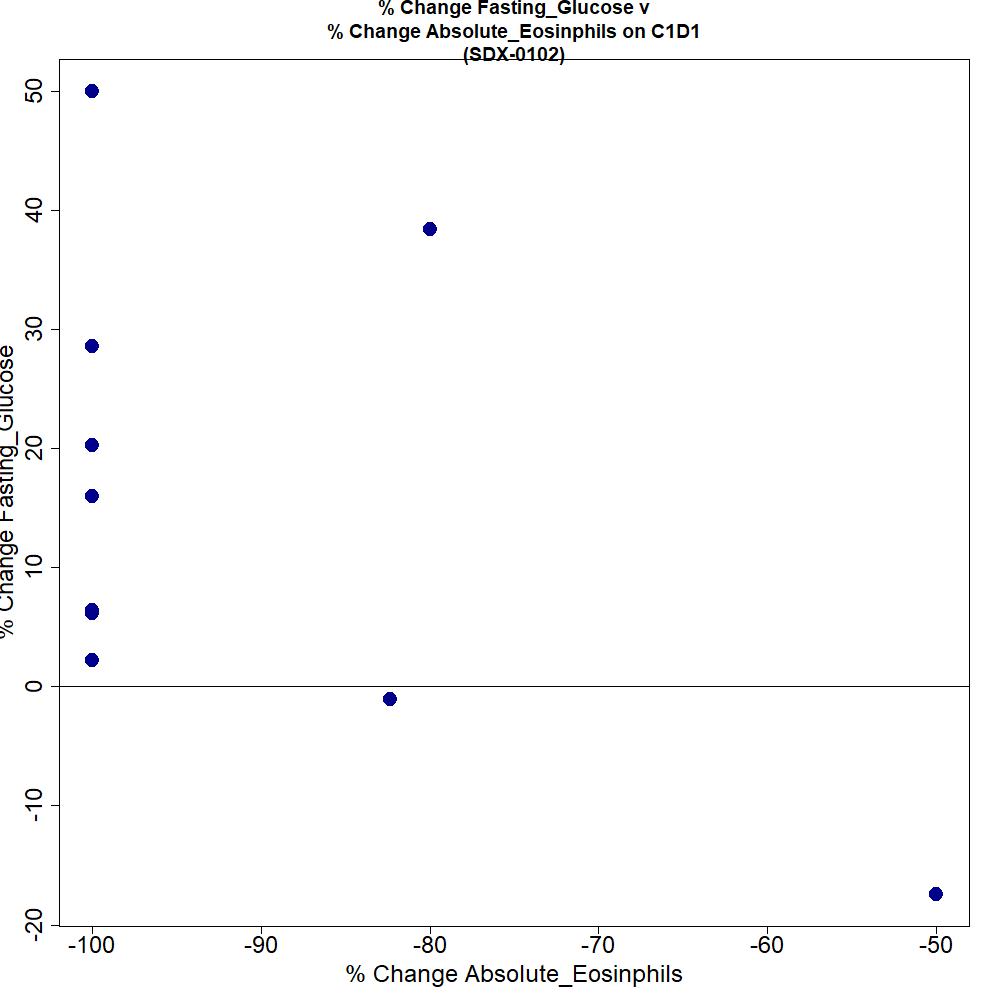 % Change Fasting_Glucose v
% Change Absolute_Eosinphils on C1D1
(SDX-0102)
% Change Fasting_Glucose
50
40
30
20
10
0
-10
-20
-100
-90
-80
-70
-60
-50
% Change Absolute_Eosinphils